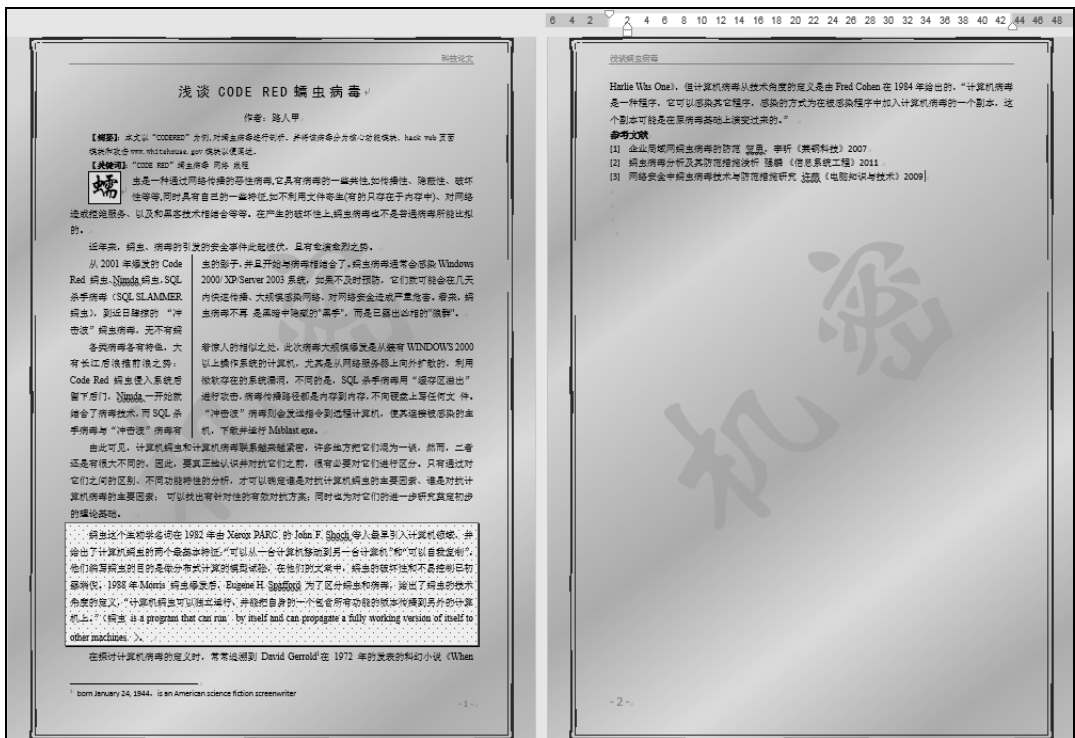 6 4 2 2 4 6 8 10 12 14 16 18 20 22 24 26 28 30 32 34 36 38 40 42 44 46 48
科技论文
浅谈 CODE RED 蠕虫病毒
作者：路人甲
【摘要】：本文以“CODERED”为例,对蠕虫病毒进行剖析，并将该病毒分为核心功能模块、hack web 页面
模块和攻击 www.whitehouse.gov 模块以便阐述。
【关键词】：“CODE RED” 蠕虫病毒 网络 线程
蠕
虫是一种通过网络传播的恶性病毒,它具有病毒的一些共性,如传播性、隐蔽性、破坏
性等等,同时具有自己的一些特征,如不利用文件寄生(有的只存在于内存中)、对网络
造成拒绝服务、以及和黑客技术相结合等等。在产生的破坏性上,蠕虫病毒也不是普通病毒所能比拟
的。
近年来，蠕虫、病毒的引发的安全事件此起彼伏，且有愈演愈烈之势。
从 2001 年爆发的 Code
Red 蠕虫、Nimda 蠕虫，SQL
杀手病毒（SQL SLAMMER
蠕虫），到近日肆掠的 “冲
击波”蠕虫病毒，无不有蠕
虫的影子,并且开始与病毒相结合了。蠕虫病毒通常会感染 Windows
2000/ XP/Server 2003 系统，如果不及时预防，它们就可能会在几天
内快速传播、大规模感染网络，对网络安全造成严重危害。看来，蠕
虫病毒不再 是黑暗中隐藏的"黑手"，而是已露出凶相的"狼群"。
各类病毒各有特色，大
有长江后浪推前浪之势：
Code Red 蠕虫侵入系统后
留下后门，Nimda 一开始就
结合了病毒技术，而 SQL 杀
手病毒与“冲击波”病毒有
着惊人的相似之处，此次病毒大规模爆发是从装有 WINDOWS 2000
以上操作系统的计算机，尤其是从网络服务器上向外扩散的，利用
微软存在的系统漏洞，不同的是，SQL 杀手病毒用“缓存区溢出”
进行攻击,病毒传播路径都是内存到内存，不向硬盘上写任何文 件。
“冲击波”病毒则会发送指令到远程计算机，使其连接被感染的主
机，下载并运行 Msblast.exe。
由此可见，计算机蠕虫和计算机病毒联系越来越紧密，许多地方把它们混为一谈，然而，二者
还是有很大不同的，因此，要真正地认识并对抗它们之前，很有必要对它们进行区分。只有通过对
它们之间的区别、不同功能特性的分析，才可以确定谁是对抗计算机蠕虫的主要因素、谁是对抗计
算机病毒的主要因素； 可以找出有针对性的有效对抗方案；同时也为对它们的进一步研究奠定初步
的理论基础。
蠕虫这个生物学名词在 1982 年由 Xerox PARC 的 John F. Shoch 等人最早引入计算机领域，并
给出了计算机蠕虫的两个最基本特征:“可以从一台计算机移动到另一台计算机”和“可以自我复制”。
他们编写蠕虫的目的是做分布式计算的模型试验，在他们的文章中，蠕虫的破坏性和不易控制已初
露端倪。1988 年 Morris 蠕虫爆发后，Eugene H. Spafford 为了区分蠕虫和病毒，给出了蠕虫的技术
角度的定义，“计算机蠕虫可以独立运行，并能把自身的一个包含所有功能的版本传播到另外的计算
机上。”（蠕虫 is a program that can run by itself and can propagate a fully working version of itself to
other machines. ）。
在探讨计算机病毒的定义时，常常追溯到 David Gerrold1在 1972 年的发表的科幻小说《When
1 born January 24, 1944，is an American science fiction screenwriter
- 1 -
浅谈蠕虫病毒
Harlie Was One》，但计算机病毒从技术角度的定义是由 Fred Cohen 在 1984 年给出的，“计算机病毒
是一种程序，它可以感染其它程序，感染的方式为在被感染程序中加入计算机病毒的一个副本，这
个副本可能是在原病毒基础上演变过来的。”
参考文献
[1] 企业局域网蠕虫病毒的防范 贺勇，李昕《莱钢科技》2007
[2] 蠕虫病毒分析及其防范措施浅析 强麟 《信息系统工程》2011
[3] 网络安全中蠕虫病毒技术与防范措施研究 《电脑知识与技术》2009
机密
- 2 -